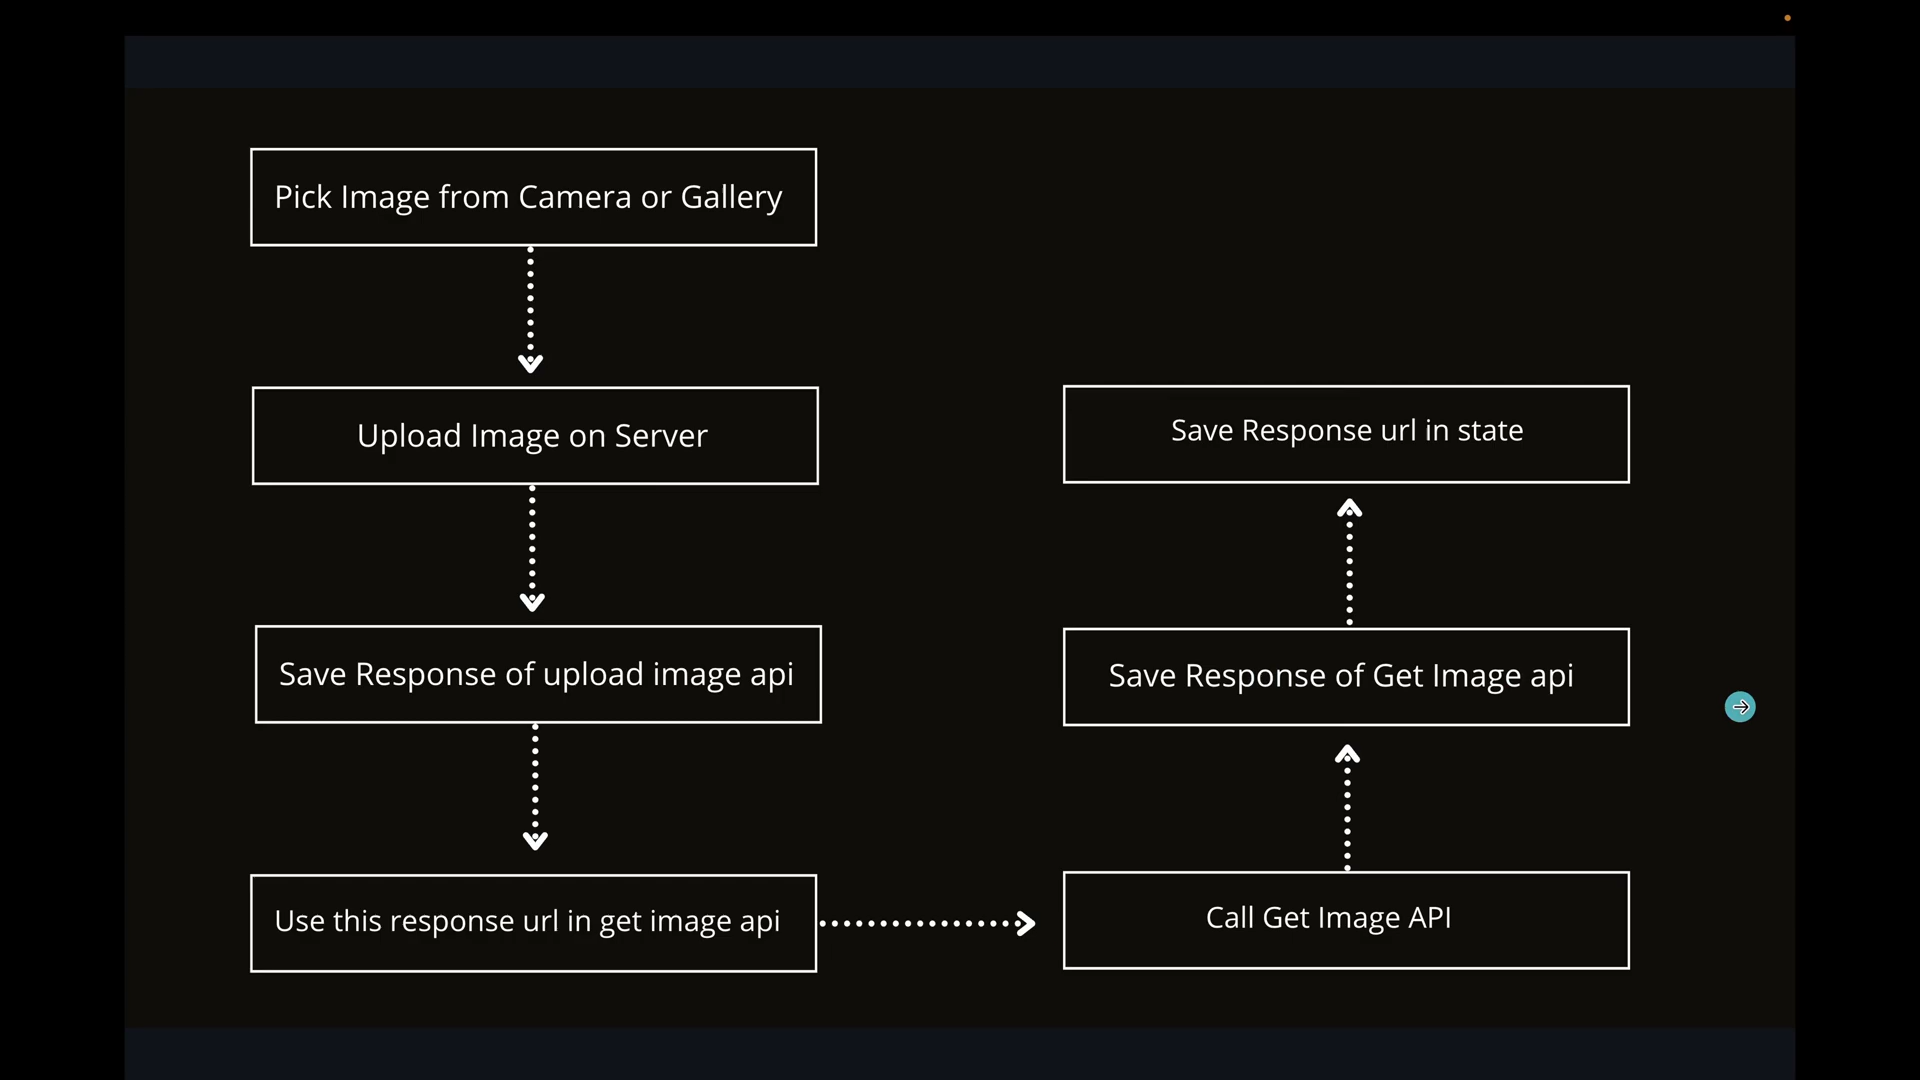 Pick Image from Camera or Gallery
Upload Image on Server
Save Response of upload image api
Use this response url in get image api
Call Get Image API
Save Response of Get Image api
Save Response url in state